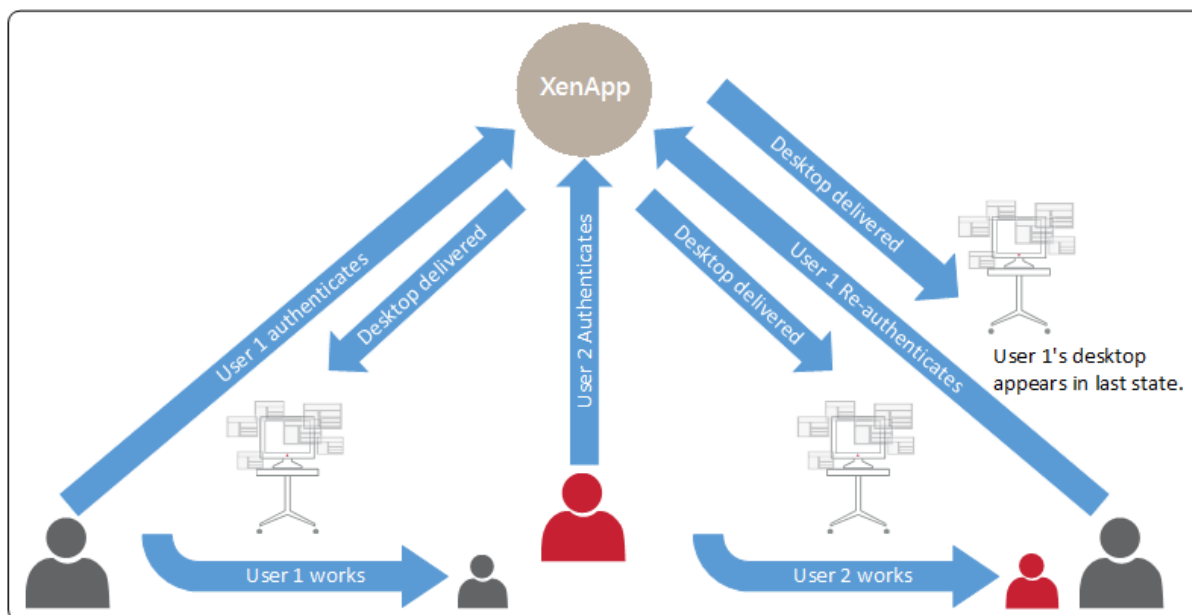 XenApp
User 1 authenticates
Desktop delivered
User 2 Authenticates
Desktop delivered
User 1 Re-authenticates
Desktop delivered
User 1's desktop
appears in last state.
User 1 works
User 2 works